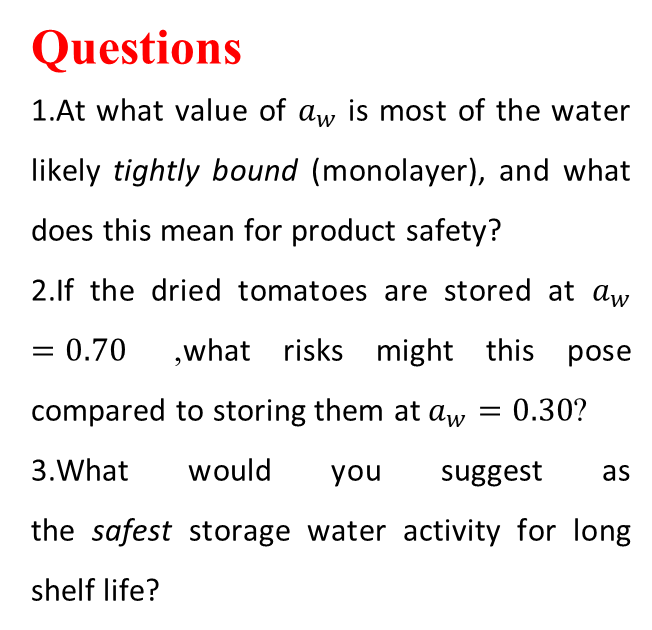 Questions
1.At what value of a_w is most of the water
likely tightly bound (monolayer), and what
does this mean for product safety?
2.If the dried tomatoes are stored at a_w
= 0.70 ,what risks might this pose
compared to storing them at a_w = 0.30?
3.What would you suggest as
the safest storage water activity for long
shelf life?